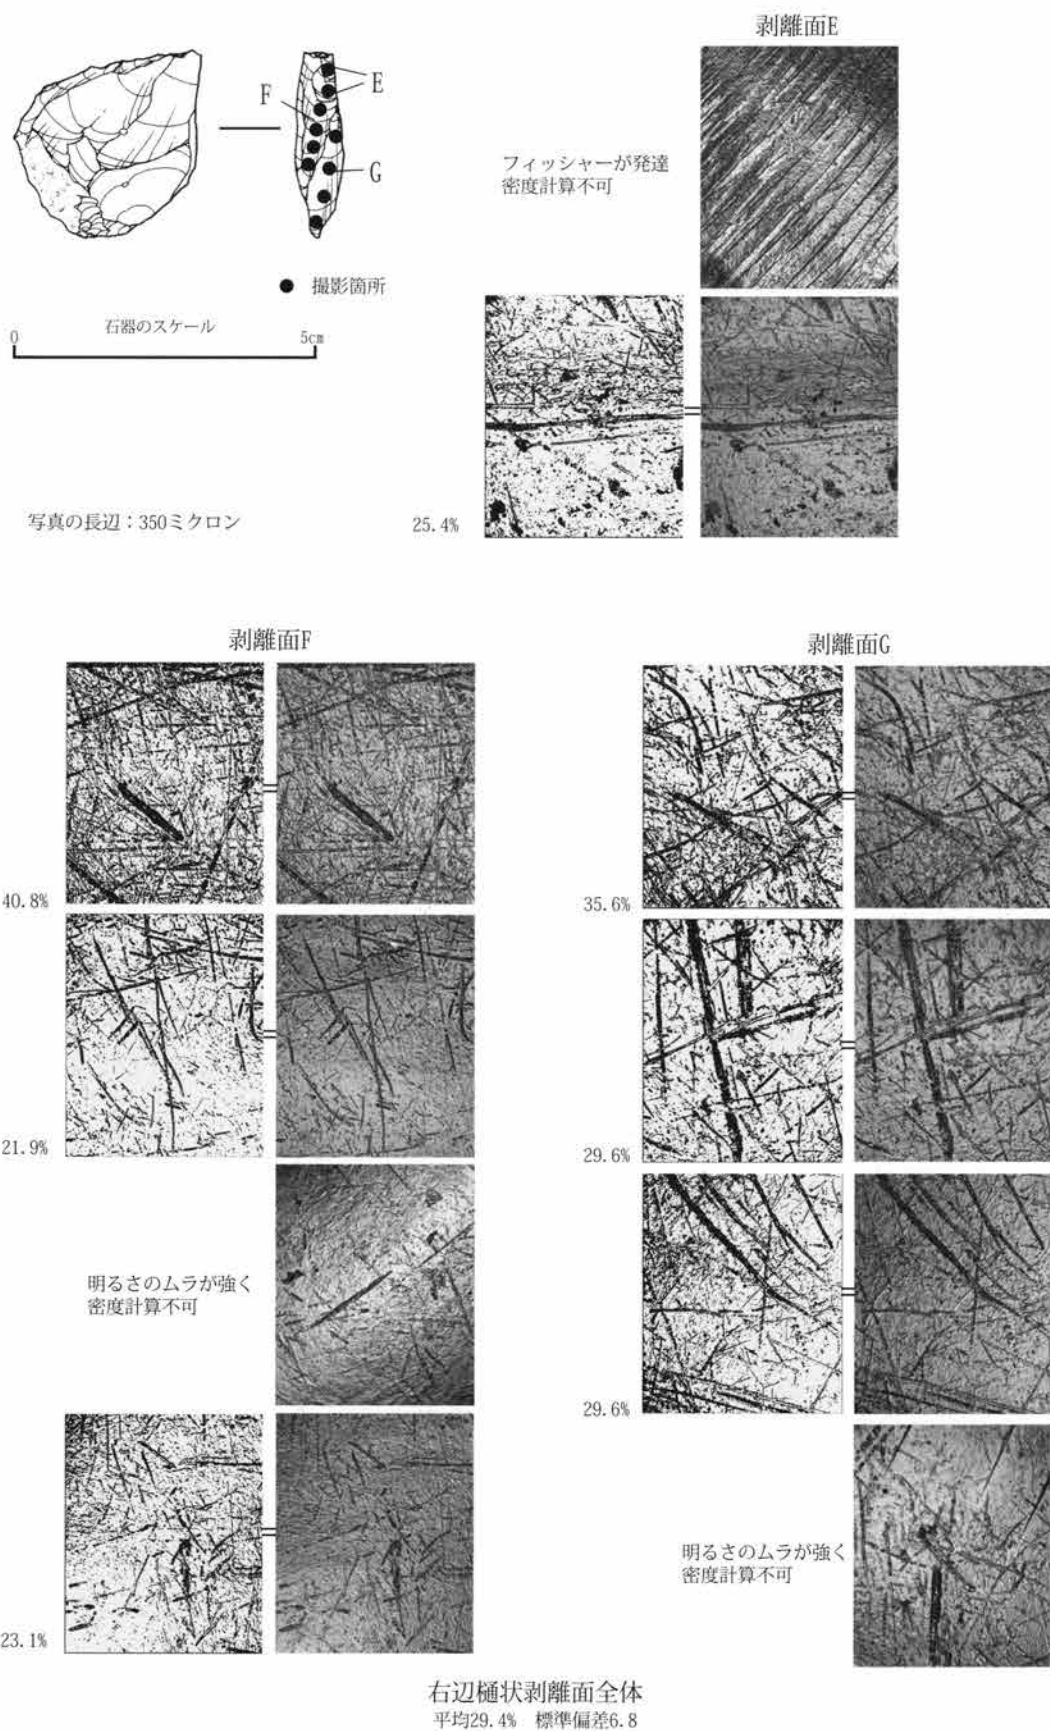 剥離面E
E
F
G
フィッシャーが発達
密度計算不可
撮影箇所
石器のスケール
0
5cm
写真の長辺：350ミクロン
25.4%
剥離面F
40.8%
21.9%
明るさのムラが強く
密度計算不可
23.1%
剥離面G
35.6%
29.6%
29.6%
明るさのムラが強く
密度計算不可
右辺樋状剥離面全体
平均29.4% 標準偏差6.8